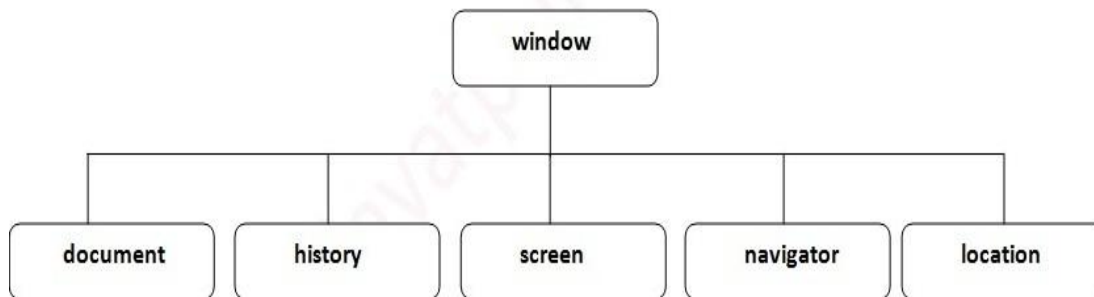 window
document
history
screen
navigator
location